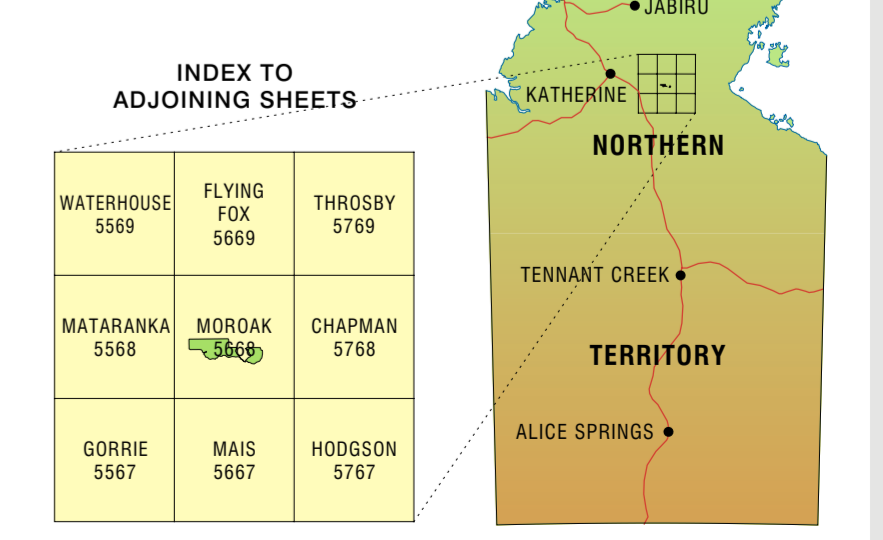 INDEX TO
ADJOINING SHEETS
WATERHOUSE
5569
FLYING
FOX
5669
THROSBY
5769
MATARANKA
5568
MOROAK
5668
CHAPMAN
5768
GORRIE
5567
MAIS
5667
HODGSON
5767
JABIRU
KATHERINE
NORTHERN
TENNANT CREEK
TERRITORY
ALICE SPRINGS